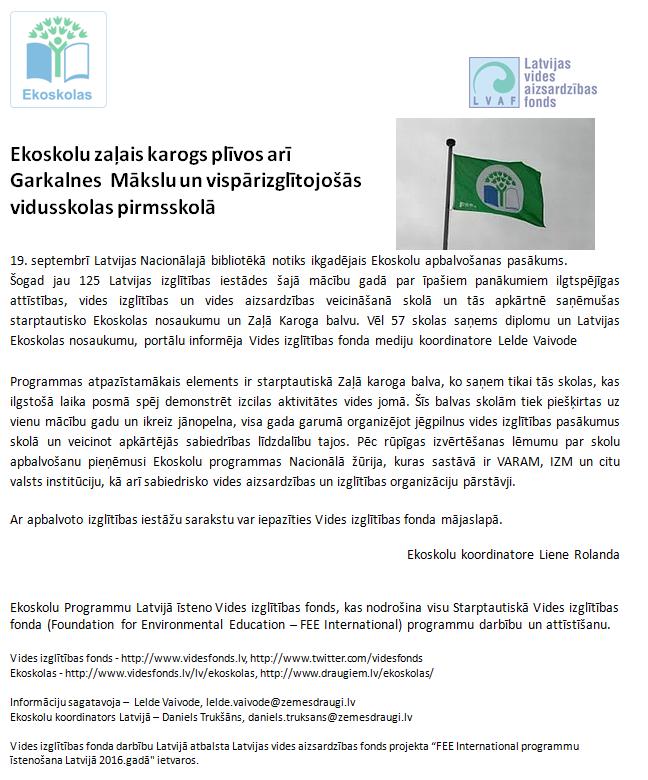 Ekoskolas
Latvijas
vides
aizsardzības
fonds
LVAF
Ekoskolu zaļais karogs plīvos arī
Garkalnes Mākslu un vispārizglītojošās
vidusskolas pirmsskolā
19. septembrī Latvijas Nacionālajā bibliotēkā notiks ikgadējais Ekoskolu apbalvošanas pasākums.
Šogad jau 125 Latvijas izglītības iestādes šajā mācību gadā par īpašiem panākumiem ilgtspējīgas
attīstības, vides izglītības un vides aizsardzības veicināšanā skolā un tās apkārtnē saņēmušas
starptautisko Ekoskolas nosaukumu un Zaļā Karoga balvu. Vēl 57 skolas saņems diplomu un Latvijas
Ekoskolas nosaukumu, portālu informēja Vides izglītības fonda mediju koordinatore Lelde Vaivode
Programmas atpazīstamākais elements ir starptautiskā Zaļā karoga balva, ko saņem tikai tās skolas, kas
ilgstošā laika posmā spēj demonstrēt izcilas aktivitātes vides jomā. Šīs balvas skolām tiek piešķirtas uz
vienu mācību gadu un ikreiz jānopelna, visa gada garumā organizējot jēgpilnus vides izglītības pasākumus
skolā un veicinot apkārtējās sabiedrības līdzdalību tajos. Pēc rūpīgas izvērtēšanas lēmumu par skolu
apbalvošanu pieņēmusi Ekoskolu programmas Nacionālā žūrija, kuras sastāvā ir VARAM, IZM un citu
valsts institūciju, kā arī sabiedrisko vides aizsardzības un izglītības organizāciju pārstāvji.
Ar apbalvoto izglītības iestāžu sarakstu var iepazīties Vides izglītības fonda mājaslapā.
Ekoskolu koordinatore Liene Rolanda
Ekoskolu Programmu Latvijā īsteno Vides izglītības fonds, kas nodrošina visu Starptautiskā Vides izglītības
fonda (Foundation for Environmental Education – FEE International) programmu darbību un attīstīšanu.
Vides izglītības fonds - http://www.videsfonds.lv, http://www.twitter.com/videsfonds
Ekoskolas - http://www.videsfonds.lv/lv/ekoskolas, http://www.draugiem.lv/ekoskolas/
Informāciju sagatavoja – Lelde Vaivode, lelde.vaivode@zemesdraugi.lv
Ekoskolu koordinators Latvijā – Daniels Trukšāns, daniels.truksans@zemesdraugi.lv
Vides izglītības fonda darbību Latvijā atbalsta Latvijas vides aizsardzības fonds projekta “FEE International programmu
īstenošana Latvijā 2016.gadā" ietvaros.